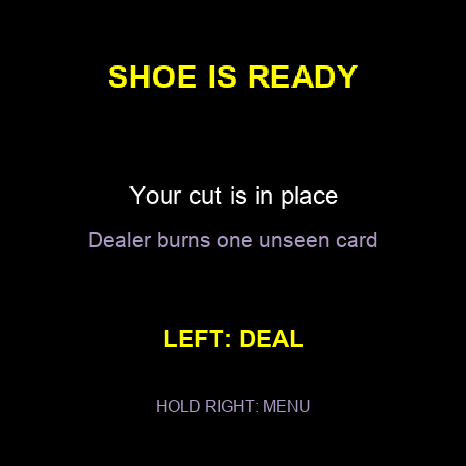 SHOE IS READY
Your cut is in place
Dealer burns one unseen card
LEFT: DEAL
HOLD RIGHT: MENU